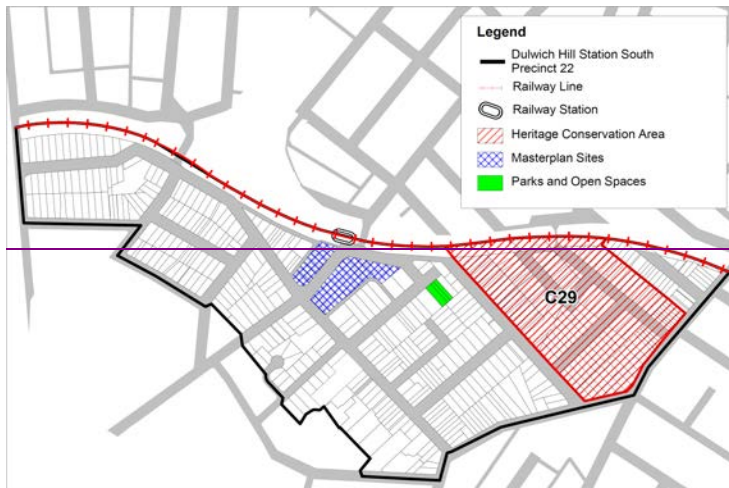 Legend
Dulwich Hill Station South
Precinct 22
Railway Line
Railway Station
Heritage Conservation Area
Masterplan Sites
Parks and Open Spaces
C29